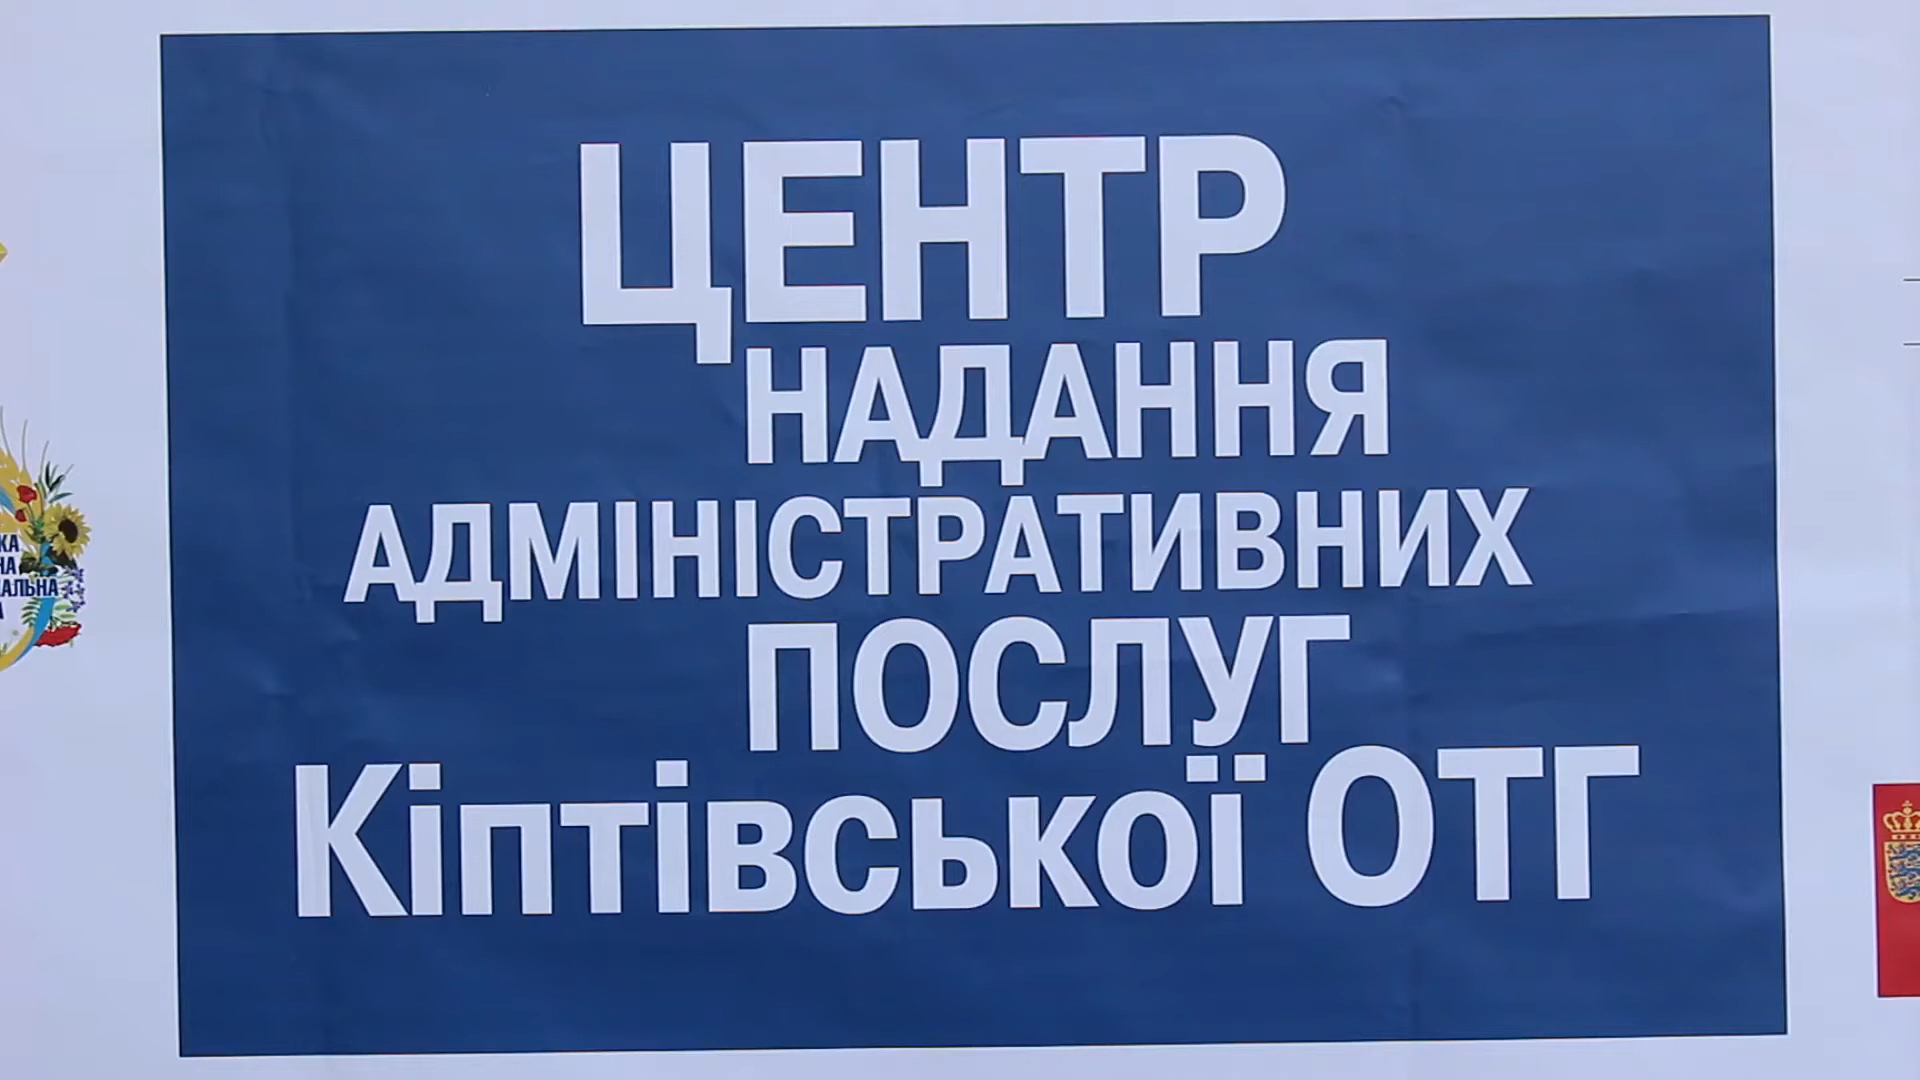 ЦЕНТР
НАДАННЯ
АДМІНІСТРАТИВНИХ
ПОСЛУГ
Кіптівської ОТГ